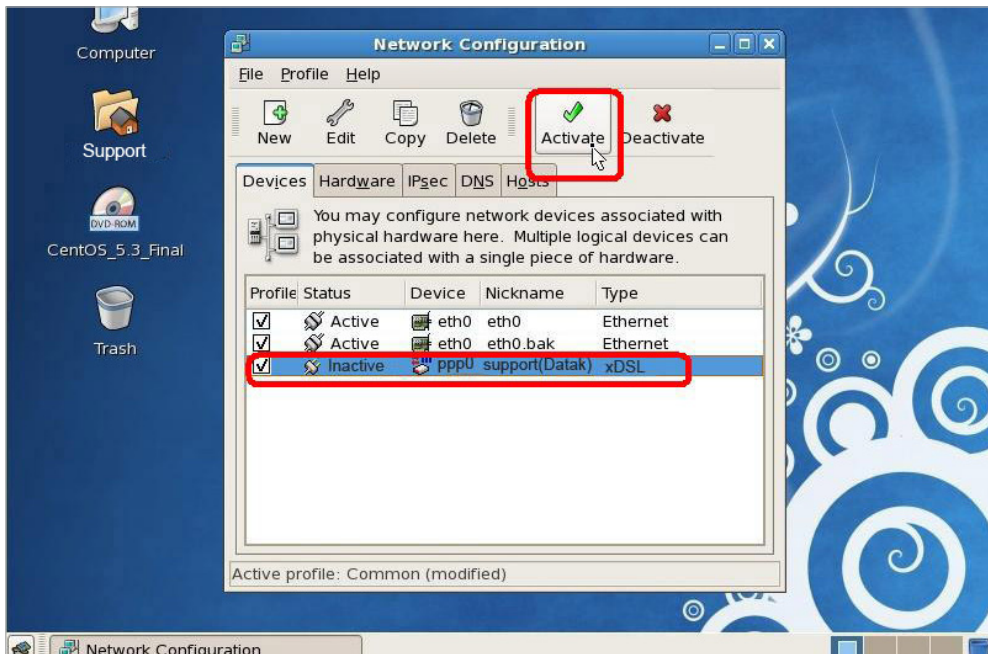 Computer
Support
DVD-ROM
CentOS_5.3_Final
Trash
Network Configuration
File Profile Help
New Edit Copy Delete Activate Deactivate
Devices Hardware IPsec DNS Hosts
You may configure network devices associated with
physical hardware here. Multiple logical devices can
be associated with a single piece of hardware.
Profile Status Device Nickname Type
Active eth0 eth0 Ethernet
Active eth0 eth0.bak Ethernet
Inactive ppp0 support(Datak) xDSL
Active profile: Common (modified)
Network Configuration